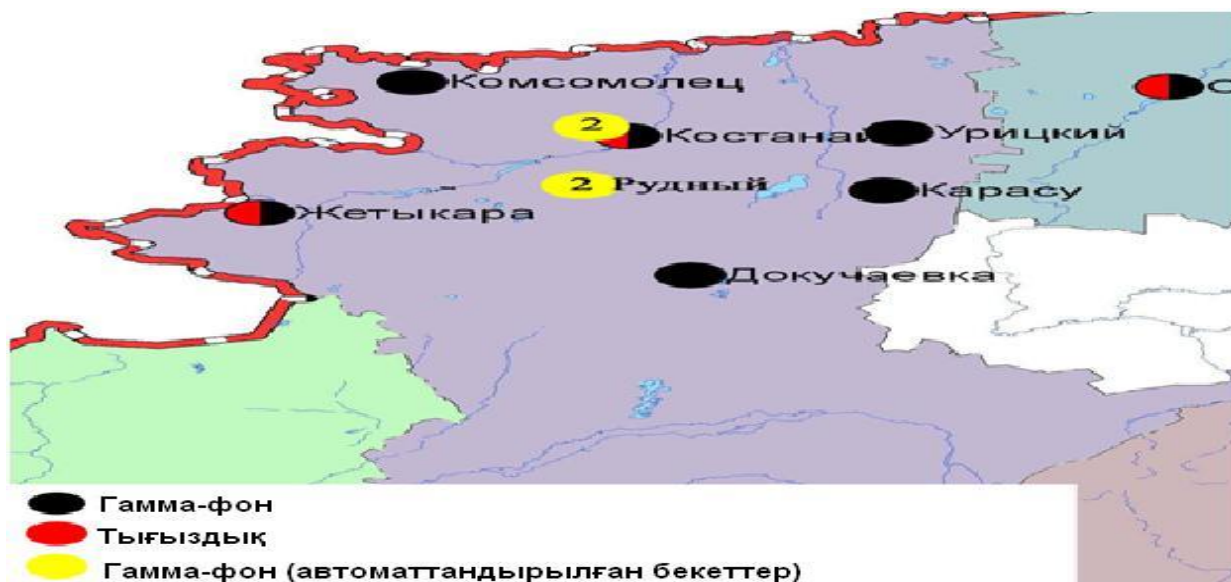 Комсомолец
2
Костанай
Урицкий
2 Рудный
Карасу
Жетыкара
Докучаевка
Гамма-фон
Тығыздық
Гамма-фон (автоматтандырылған бекеттер)